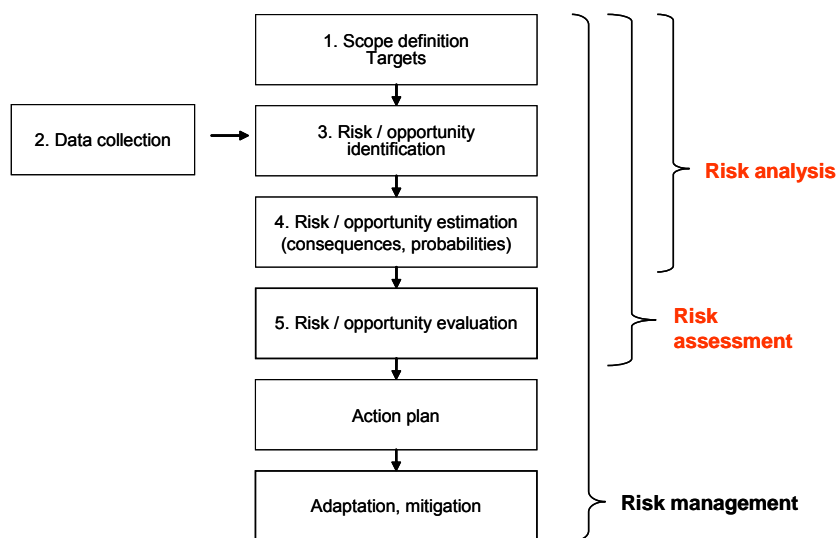 1. Scope definition
Targets
2. Data collection
3. Risk / opportunity
identification
Risk analysis
4. Risk / opportunity estimation
(consequences, probabilities)
5. Risk / opportunity evaluation
Risk
assessment
Action plan
Adaptation, mitigation
Risk management